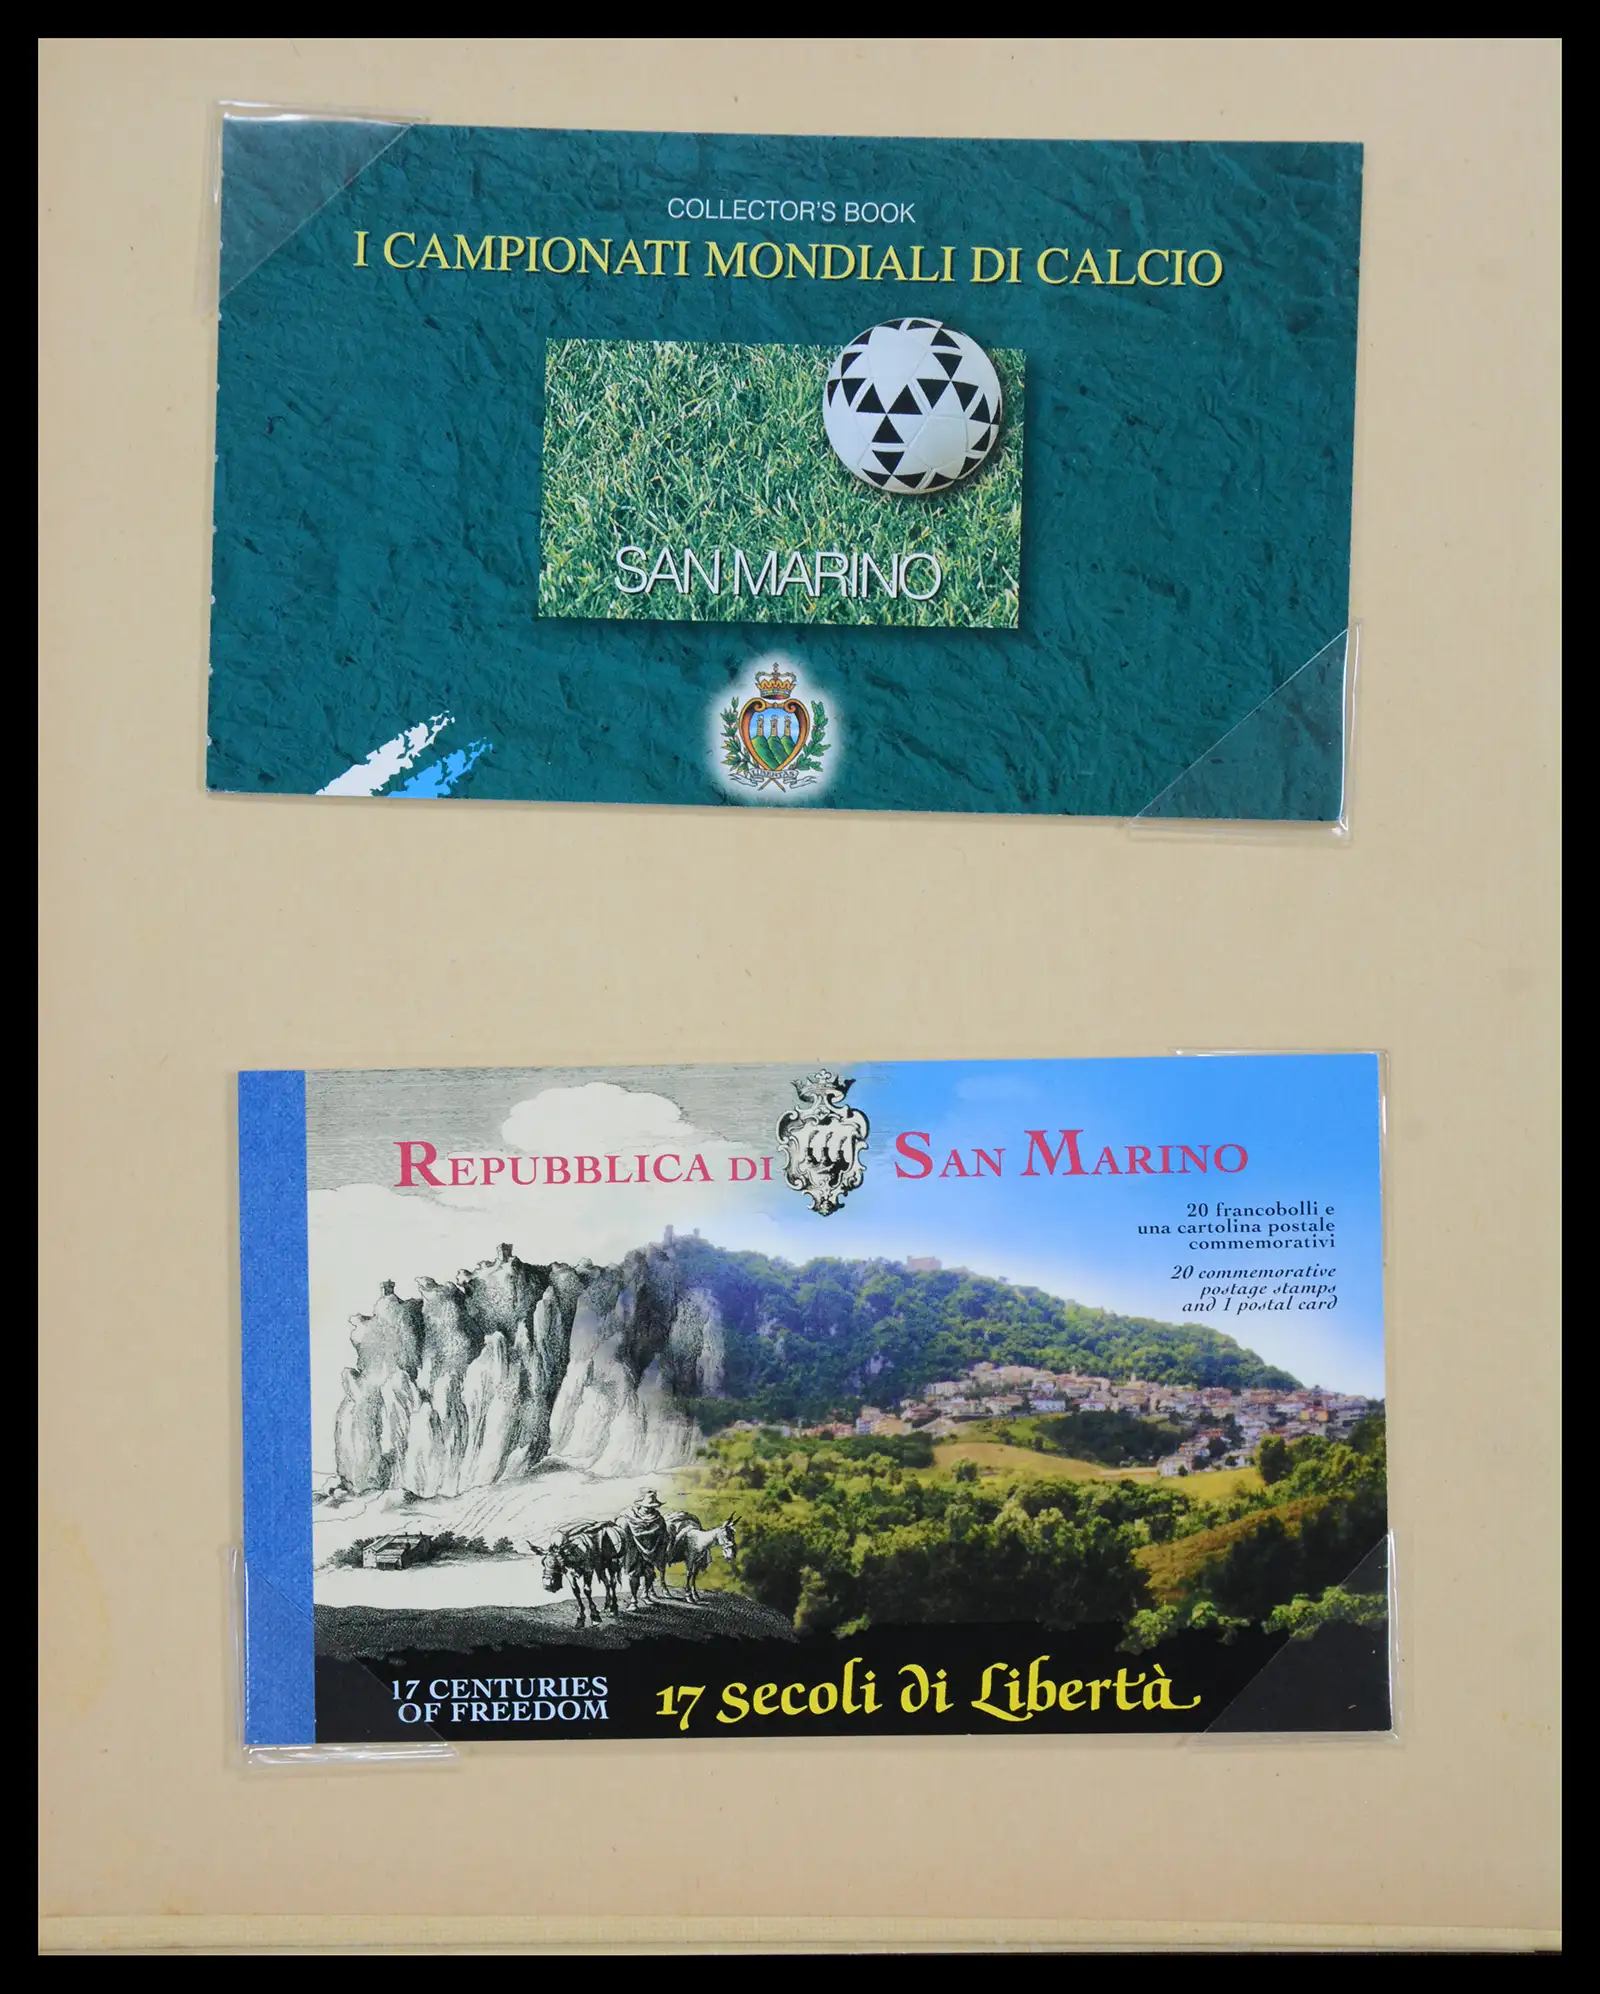 COLLECTOR'S BOOK
I CAMPIONATI MONDIALI DI CALCIO
SAN MARINO
LIBERTAS
REPUBBLICA DI SAN MARINO
20 francobolli e
una cartolina postale
commemorativi
20 commemorative
postage stamps
and 1 postal card
17 CENTURIES
OF FREEDOM
17 secoli di Libertà